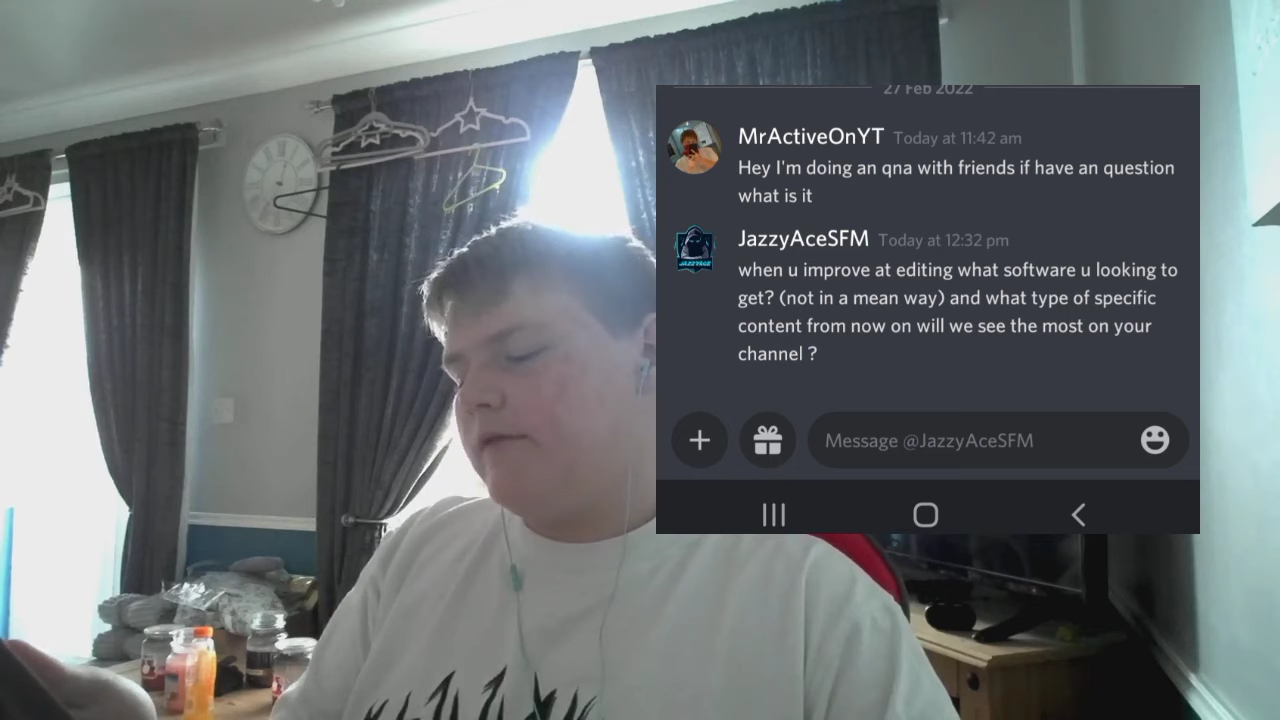 27 Feb 2022
MrActiveOnYT Today at 11:42 am
Hey I'm doing an qna with friends if have an question
what is it
JazzyAceSFM Today at 12:32 pm
when u improve at editing what software u looking to
get? (not in a mean way) and what type of specific
content from now on will we see the most on your
channel ?
Message @JazzyAceSFM